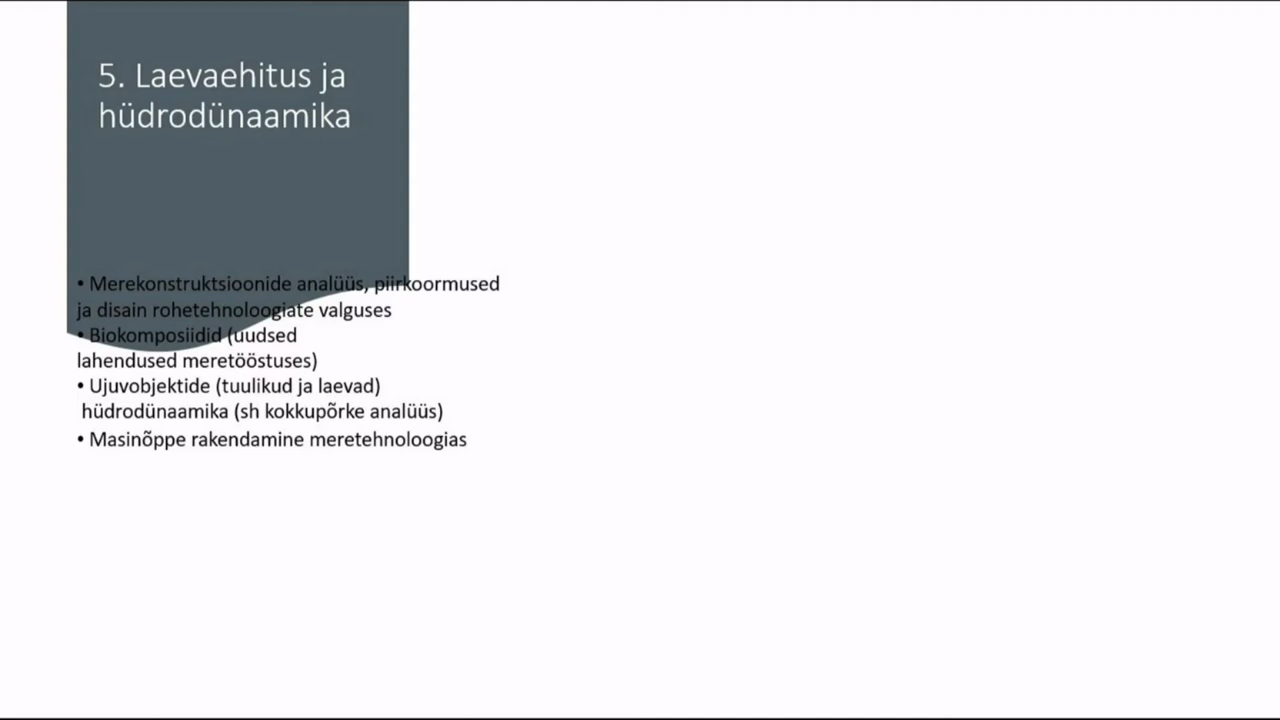 5. Laevaehitus ja
hüdrodünaamika
• Merekonstruktsioonide analüüs, piirkoormused
ja disain rohetehnoloogiate valguses
• Biokomposiidid (uudsed
lahendused meretööstuses)
• Ujuvobjektide (tuulikud ja laevad)
hüdrodünaamika (sh kokkupõrke analüüs)
• Masinõppe rakendamine meretehnoloogias